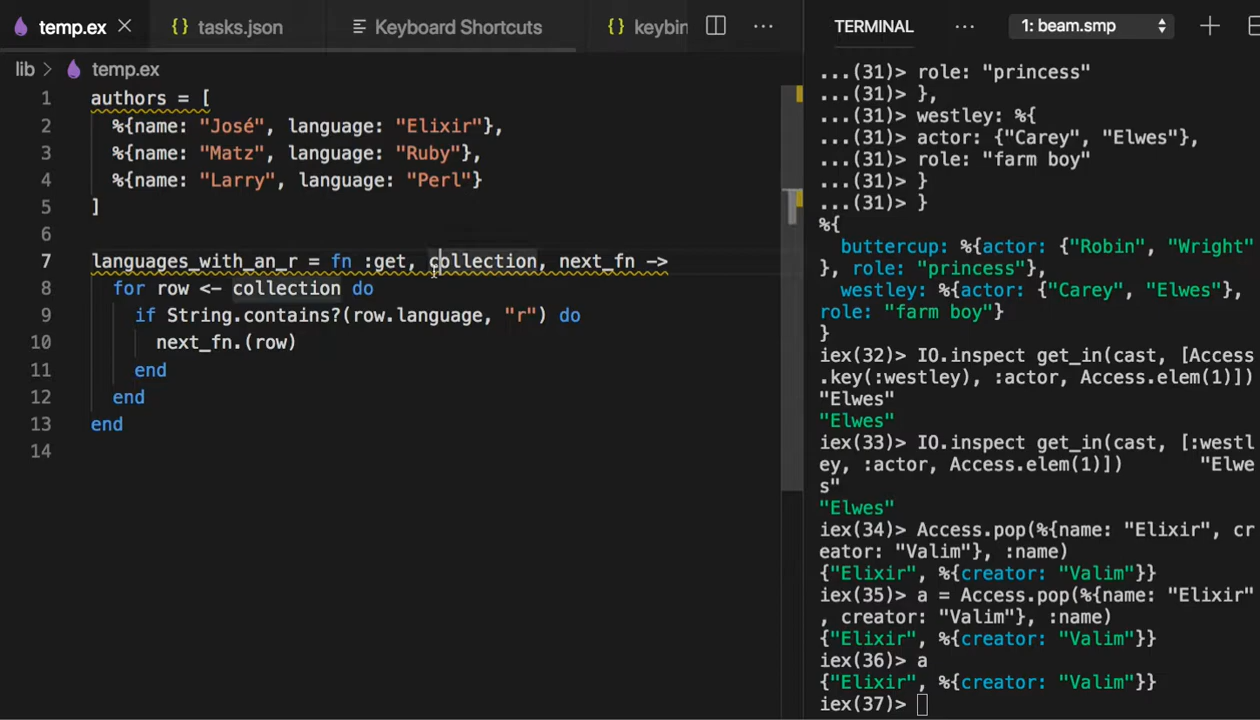 temp.ex
tasks.json
Keyboard Shortcuts
keybin
TERMINAL
1: beam.smp
lib > temp.ex
1 authors = [
2 %{name: "José", language: "Elixir"},
3 %{name: "Matz", language: "Ruby"},
4 %{name: "Larry", language: "Perl"}
5 ]
6
7 languages_with_an_r = fn :get, collection, next_fn ->
8 for row <- collection do
9 if String.contains?(row.language, "r") do
10 next_fn.(row)
11 end
12 end
13 end
14
...(31)> role: "princess"
...(31)> },
...(31)> westley: %{
...(31)> actor: {"Carey", "Elwes"},
...(31)> role: "farm boy"
...(31)> }
...(31)> }
%{
buttercup: %{actor: {"Robin", "Wright"
}, role: "princess"},
westley: %{actor: {"Carey", "Elwes"},
role: "farm boy"}
}
iex(32)> IO.inspect get_in(cast, [Access
.key(:westley), :actor, Access.elem(1)])
"Elwes"
"Elwes"
iex(33)> IO.inspect get_in(cast, [:westl
ey, :actor, Access.elem(1)]) "Elwe
s"
"Elwes"
iex(34)> Access.pop(%{name: "Elixir", cr
eator: "Valim"}, :name)
{"Elixir", %{creator: "Valim"}}
iex(35)> a = Access.pop(%{name: "Elixir"
, creator: "Valim"}, :name)
{"Elixir", %{creator: "Valim"}}
iex(36)> a
{"Elixir", %{creator: "Valim"}}
iex(37)>